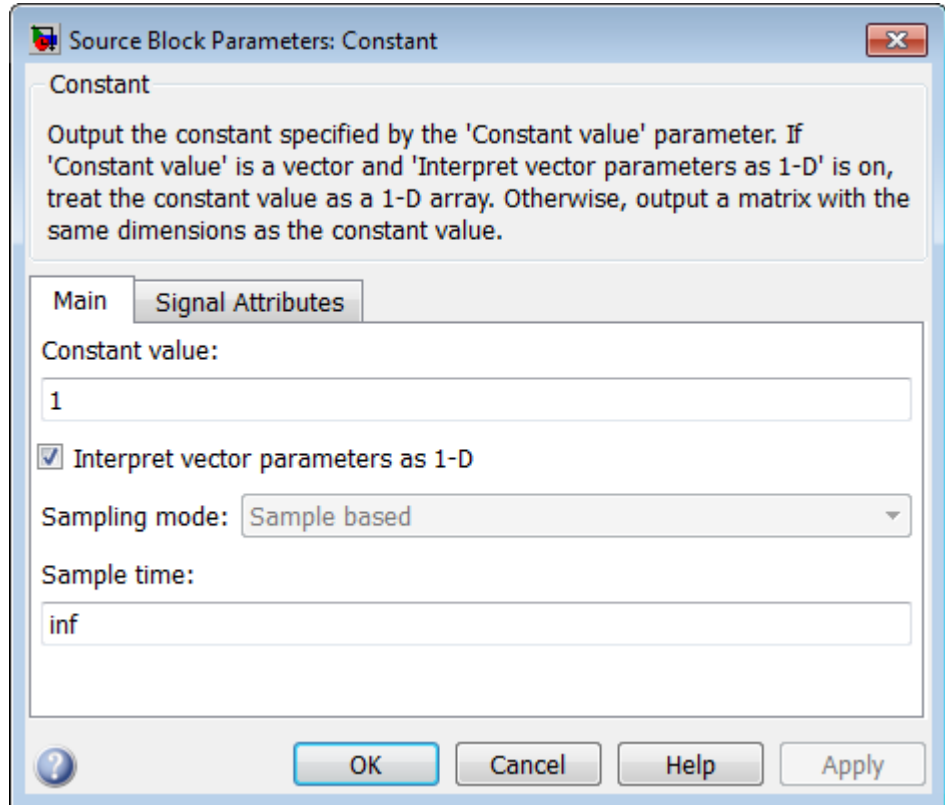 Source Block Parameters: Constant
Constant
Output the constant specified by the 'Constant value' parameter. If
'Constant value' is a vector and 'Interpret vector parameters as 1-D' is on,
treat the constant value as a 1-D array. Otherwise, output a matrix with the
same dimensions as the constant value.
Main Signal Attributes
Constant value:
1
Interpret vector parameters as 1-D
Sampling mode: Sample based
Sample time:
inf
? OK Cancel Help Apply